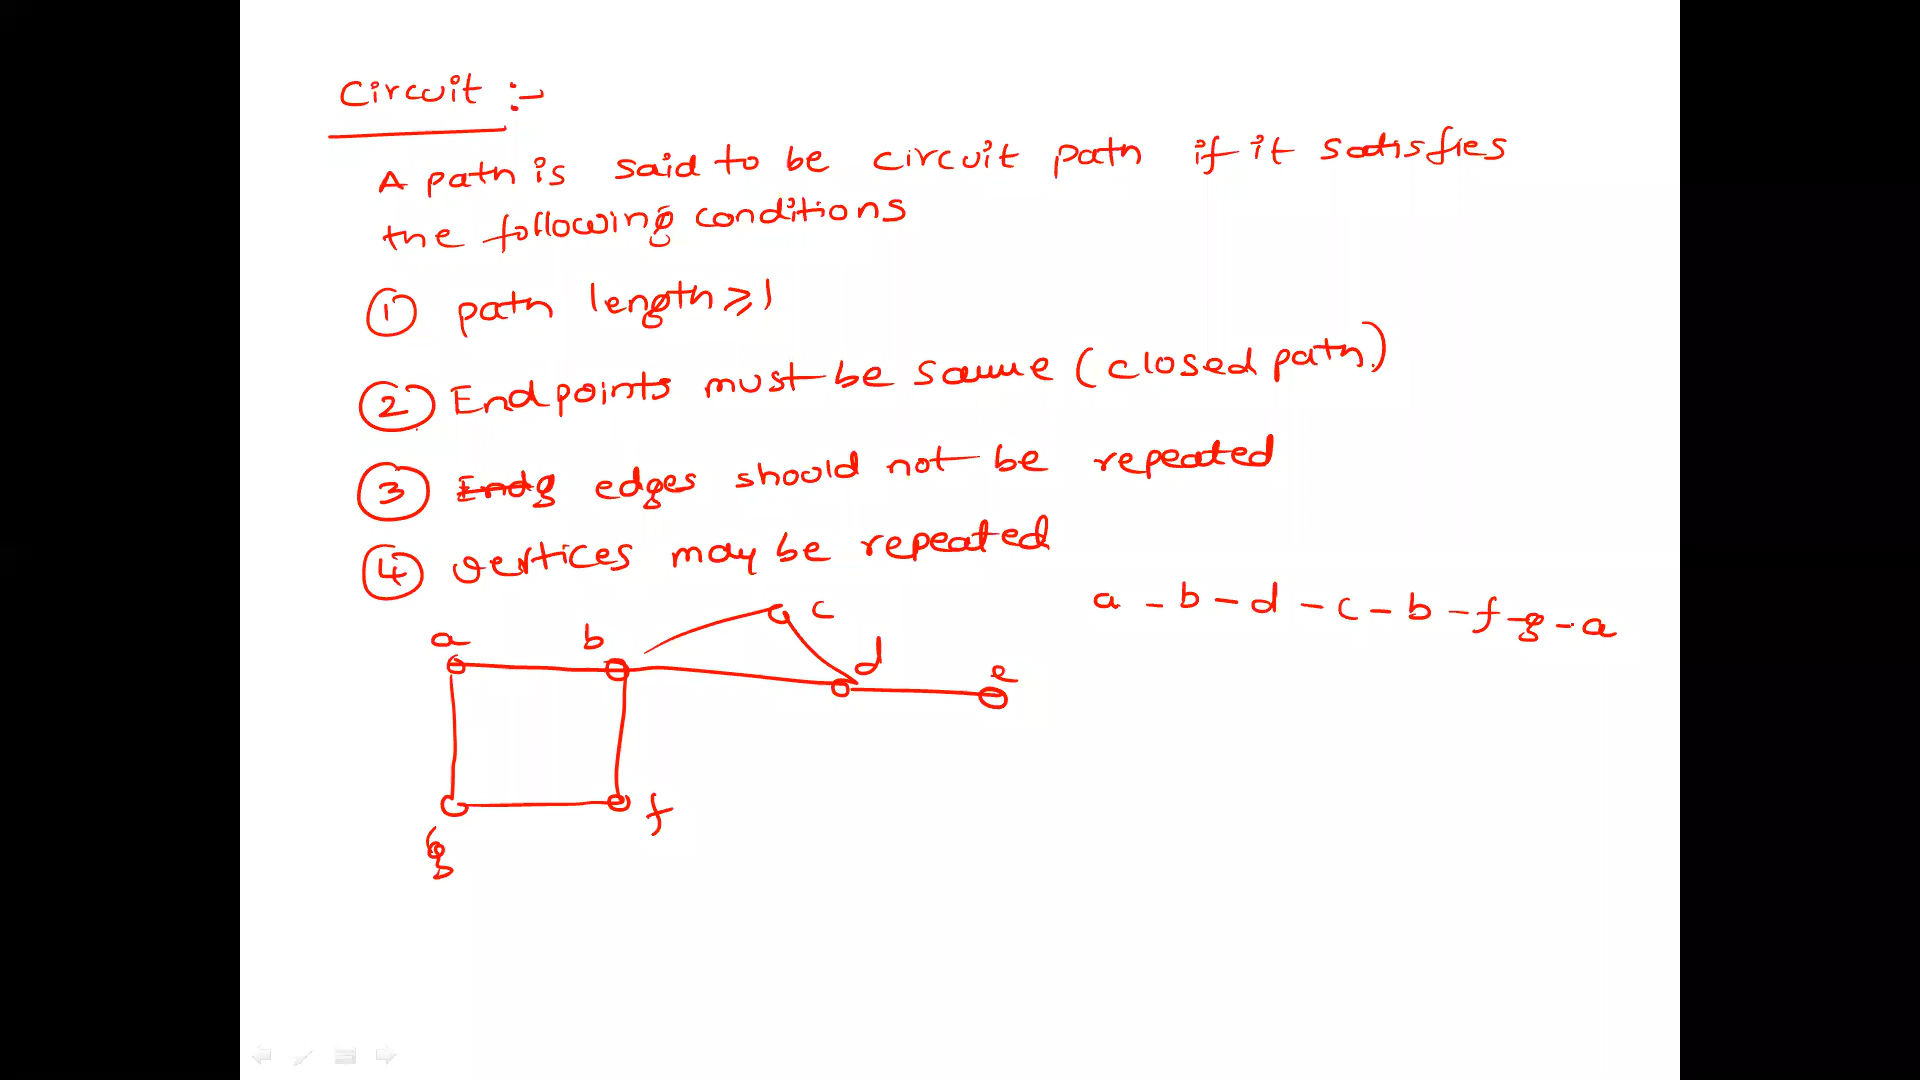 Circuit :-
A path is said to be circuit path if it satisfies
the following conditions
① path length ≥ 1
② Endpoints must be same (closed path)
③ edges should not be repeated
④ vertices may be repeated
a - b - d - c - b - f - g - a
c
a b d e
g f